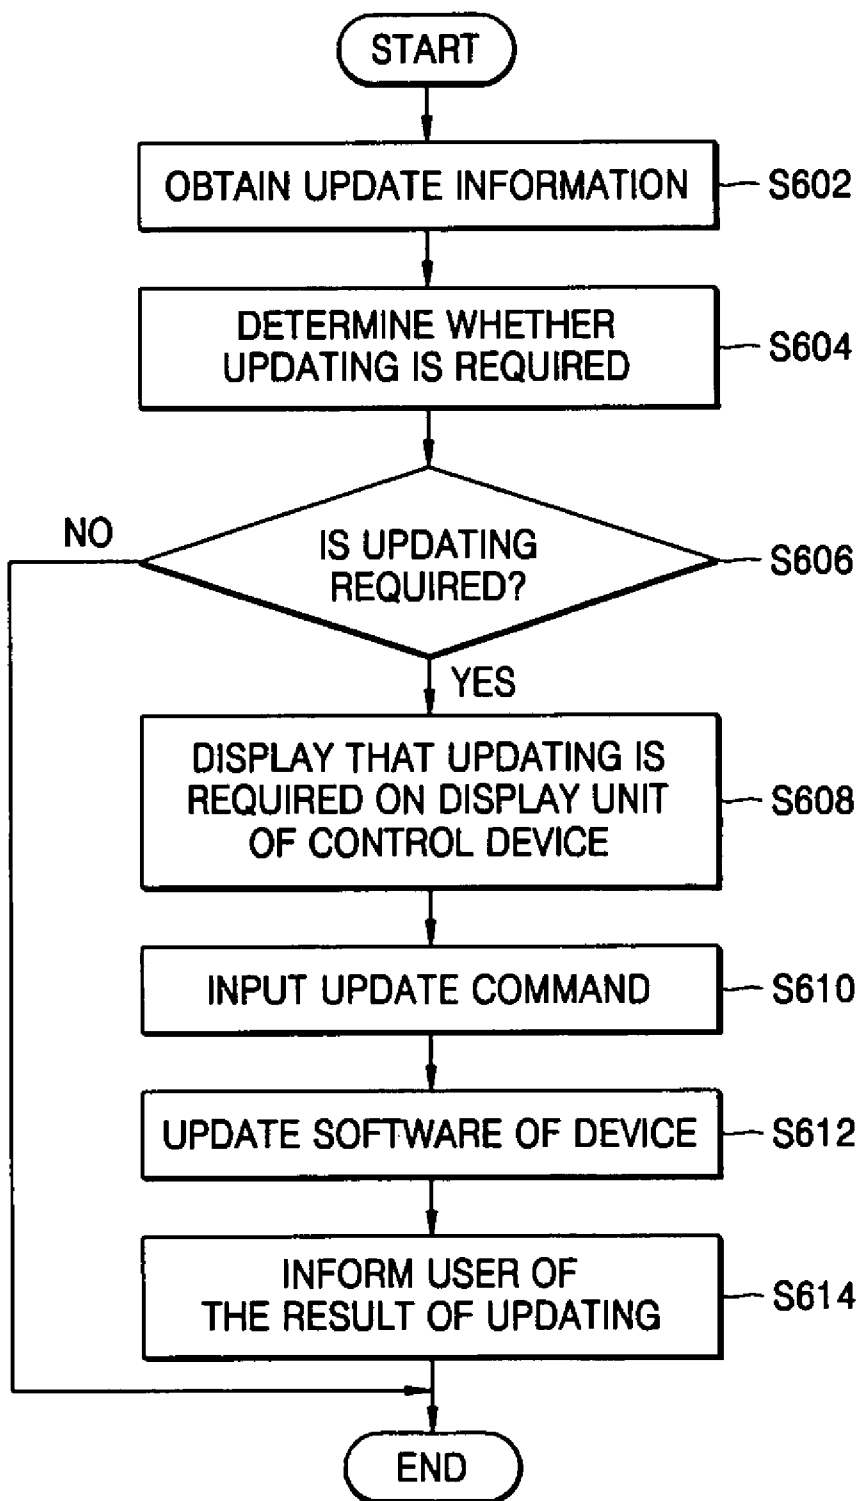 START
OBTAIN UPDATE INFORMATION
S602
DETERMINE WHETHER
UPDATING IS REQUIRED
S604
NO
IS UPDATING
REQUIRED?
S606
YES
DISPLAY THAT UPDATING IS
REQUIRED ON DISPLAY UNIT
OF CONTROL DEVICE
S608
INPUT UPDATE COMMAND
S610
UPDATE SOFTWARE OF DEVICE
S612
INFORM USER OF
THE RESULT OF UPDATING
S614
END